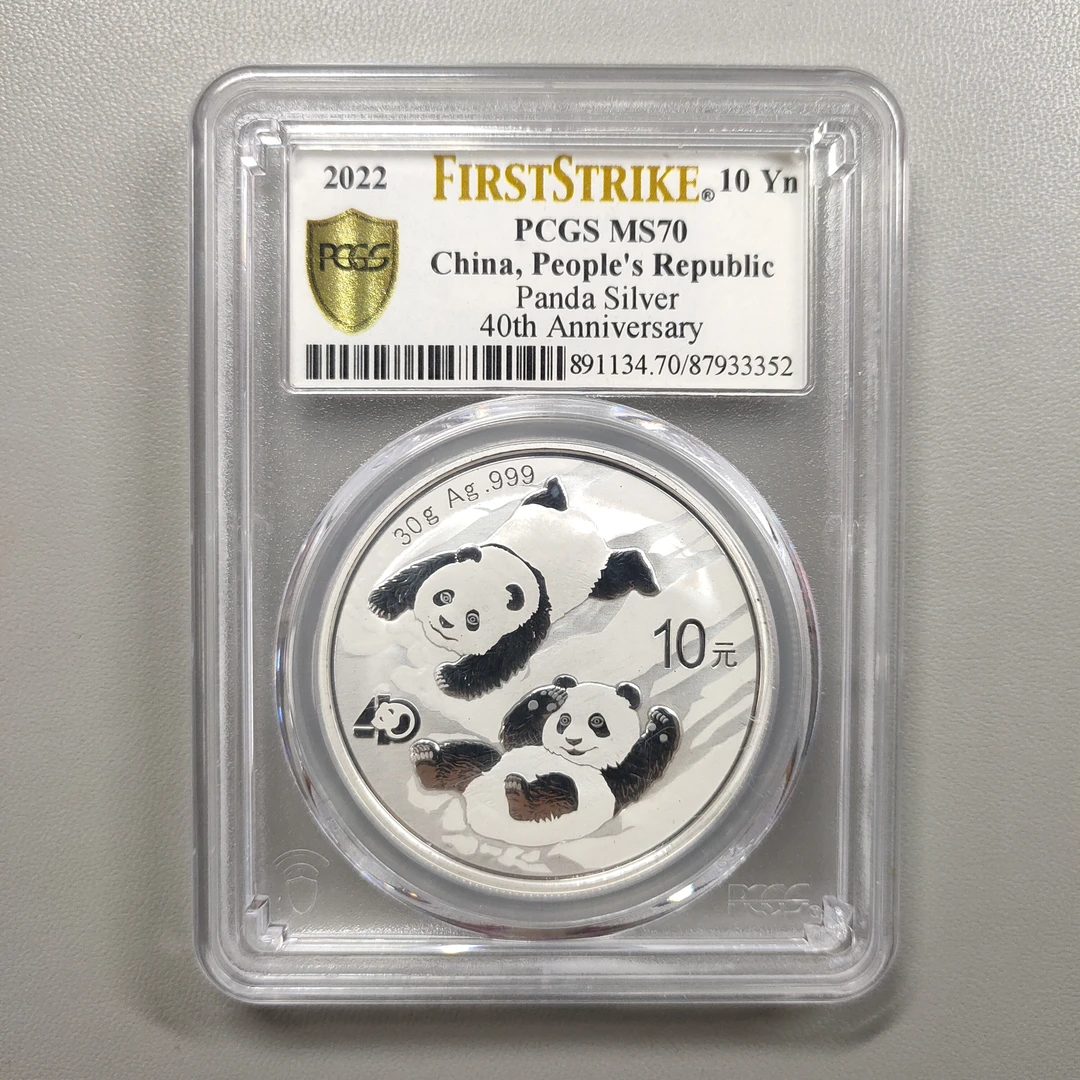 2022 FIRSTSTRIKE® 10 Yn
PCGS PCGS MS70
China, People's Republic
Panda Silver
40th Anniversary
891134.70/87933352
30g Ag .999
10元
40
PCGS